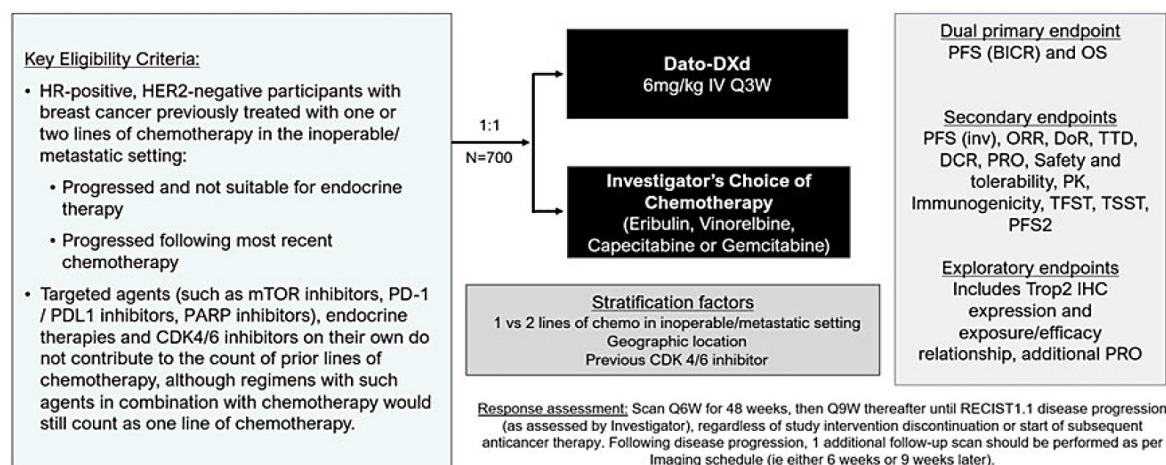 Key Eligibility Criteria:
• HR-positive, HER2-negative participants with
breast cancer previously treated with one or
two lines of chemotherapy in the inoperable/
metastatic setting:
• Progressed and not suitable for endocrine
therapy
• Progressed following most recent
chemotherapy
• Targeted agents (such as mTOR inhibitors, PD-1
/ PDL1 inhibitors, PARP inhibitors), endocrine
therapies and CDK4/6 inhibitors on their own do
not contribute to the count of prior lines of
chemotherapy, although regimens with such
agents in combination with chemotherapy would
still count as one line of chemotherapy.
1:1
N=700
Dato-DXd
6mg/kg IV Q3W
Investigator's Choice of
Chemotherapy
(Eribulin, Vinorelbine,
Capecitabine or Gemcitabine)
Stratification factors
1 vs 2 lines of chemo in inoperable/metastatic setting
Geographic location
Previous CDK 4/6 inhibitor
Dual primary endpoint
PFS (BICR) and OS
Secondary endpoints
PFS (inv), ORR, DoR, TTD,
DCR, PRO, Safety and
tolerability, PK,
Immunogenicity, TFST, TSST,
PFS2
Exploratory endpoints
Includes Trop2 IHC
expression and
exposure/efficacy
relationship, additional PRO
Response assessment: Scan Q6W for 48 weeks, then Q9W thereafter until RECIST1.1 disease progression
(as assessed by Investigator), regardless of study intervention discontinuation or start of subsequent
anticancer therapy. Following disease progression, 1 additional follow-up scan should be performed as per
Imaging schedule (ie either 6 weeks or 9 weeks later).